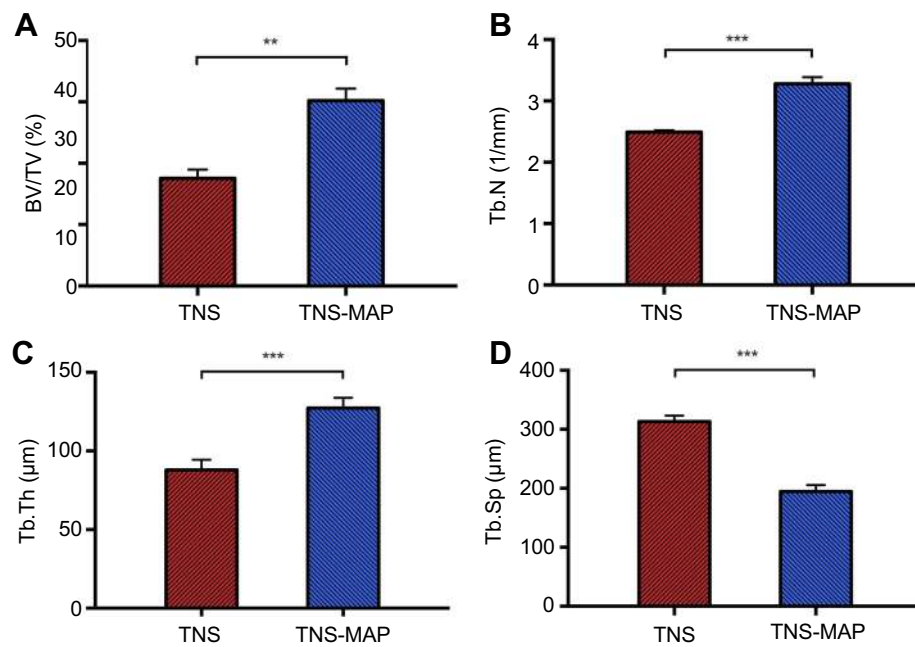 A
BV/TV (%)
50
40
30
20
10
0
**
TNS
TNS-MAP
B
Tb.N (1/mm)
4
3
2
1
0
***
TNS
TNS-MAP
C
Tb.Th (μm)
150
100
50
0
***
TNS
TNS-MAP
D
Tb.Sp (μm)
400
300
200
100
0
***
TNS
TNS-MAP